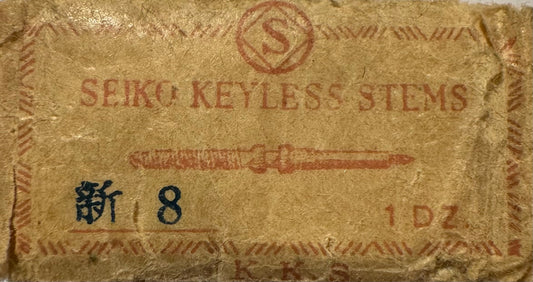 S
SEIKO KEYLESS STEMS
新 8
1 DZ.
K. K. S.